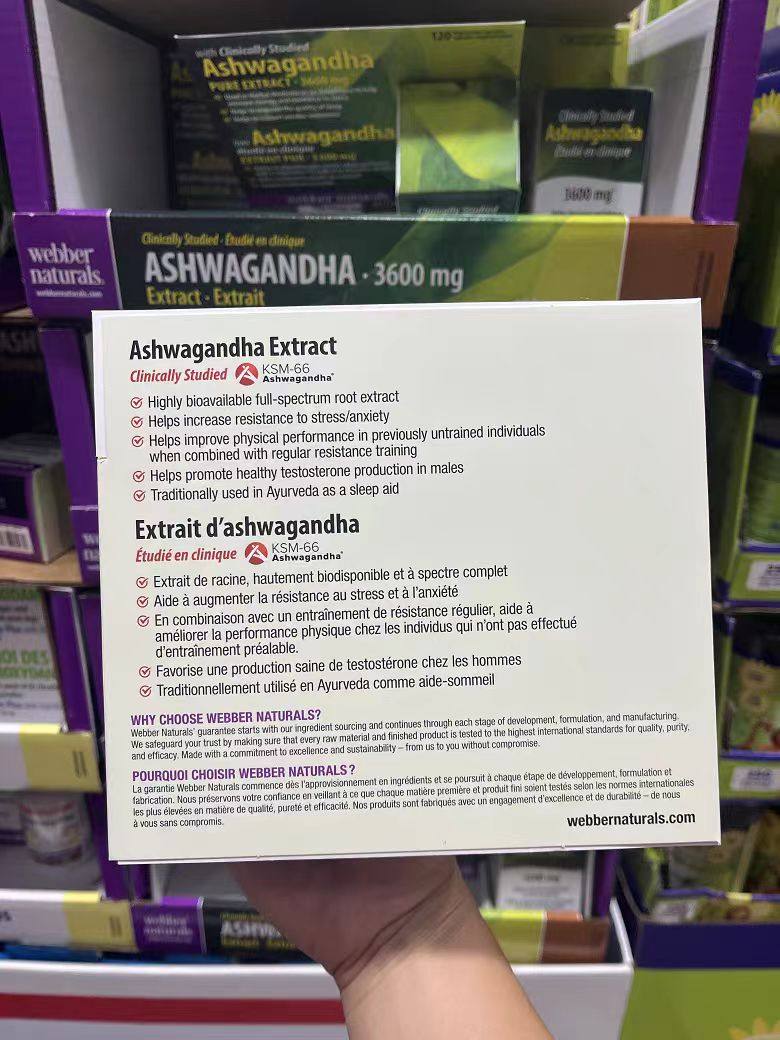 with Clinically Studied
Ashwagandha
PURE EXTRACT · 3600 mg
120
Ashwagandha
Clinically Studied
Ashwagandha
Étudié en clinique
3600 mg
Clinically Studied
webber
naturals.
Clinically Studied · Étudié en clinique
ASHWAGANDHA · 3600 mg
Extract · Extrait
Ashwagandha Extract
Clinically Studied KSM-66
Ashwagandha®
Highly bioavailable full-spectrum root extract
Helps increase resistance to stress/anxiety
Helps improve physical performance in previously untrained individuals
when combined with regular resistance training
Helps promote healthy testosterone production in males
Traditionally used in Ayurveda as a sleep aid
Extrait d'ashwagandha
Étudié en clinique KSM-66
Ashwagandha®
Extrait de racine, hautement biodisponible et à spectre complet
Aide à augmenter la résistance au stress et à l'anxiété
En combinaison avec un entraînement de résistance régulier, aide à
améliorer la performance physique chez les individus qui n'ont pas effectué
d'entraînement préalable.
Favorise une production saine de testostérone chez les hommes
Traditionnellement utilisé en Ayurveda comme aide-sommeil
WHY CHOOSE WEBBER NATURALS?
Webber Naturals' guarantee starts with our ingredient sourcing and continues through each stage of development, formulation, and manufacturing.
We safeguard your trust by making sure that every raw material and finished product is tested to the highest international standards for quality, purity,
and efficacy. Made with a commitment to excellence and sustainability – from us to you without compromise.
POURQUOI CHOISIR WEBBER NATURALS?
La garantie Webber Naturals commence dès l'approvisionnement en ingrédients et se poursuit à chaque étape de développement, formulation et
fabrication. Nous préservons votre confiance en veillant à ce que chaque matière première et produit fini soient testés selon les normes internationales
les plus élevées en matière de qualité, pureté et efficacité. Nos produits sont fabriqués avec un engagement d'excellence et de durabilité – de nous
à vous sans compromis.
webbernaturals.com
webber
naturals